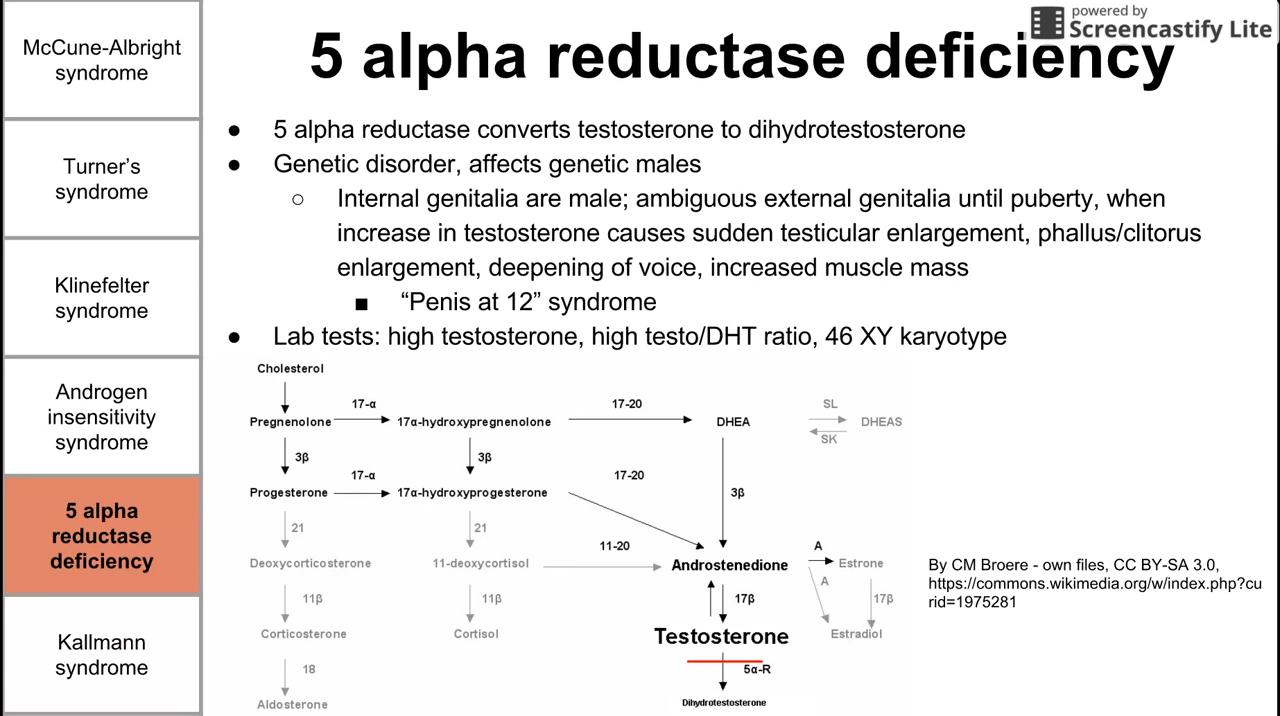 powered by
Screencastify Lite
McCune-Albright
syndrome
Turner's
syndrome
Klinefelter
syndrome
Androgen
insensitivity
syndrome
5 alpha
reductase
deficiency
Kallmann
syndrome
5 alpha reductase deficiency
● 5 alpha reductase converts testosterone to dihydrotestosterone
● Genetic disorder, affects genetic males
○ Internal genitalia are male; ambiguous external genitalia until puberty, when
increase in testosterone causes sudden testicular enlargement, phallus/clitorus
enlargement, deepening of voice, increased muscle mass
■ “Penis at 12” syndrome
● Lab tests: high testosterone, high testo/DHT ratio, 46 XY karyotype
Cholesterol
17-α 17-20 SL
Pregnenolone 17α-hydroxypregnenolone DHEA DHEAS
SK
3β 3β
17-α 17-20
Progesterone 17α-hydroxyprogesterone 3β
21 21
11-20 A
Deoxycorticosterone 11-deoxycortisol Androstenedione Estrone
A
11β 11β 17β 17β
Corticosterone Cortisol Testosterone Estradiol
18 5α-R
Aldosterone Dihydrotestosterone
By CM Broere - own files, CC BY-SA 3.0,
https://commons.wikimedia.org/w/index.php?cu
rid=1975281